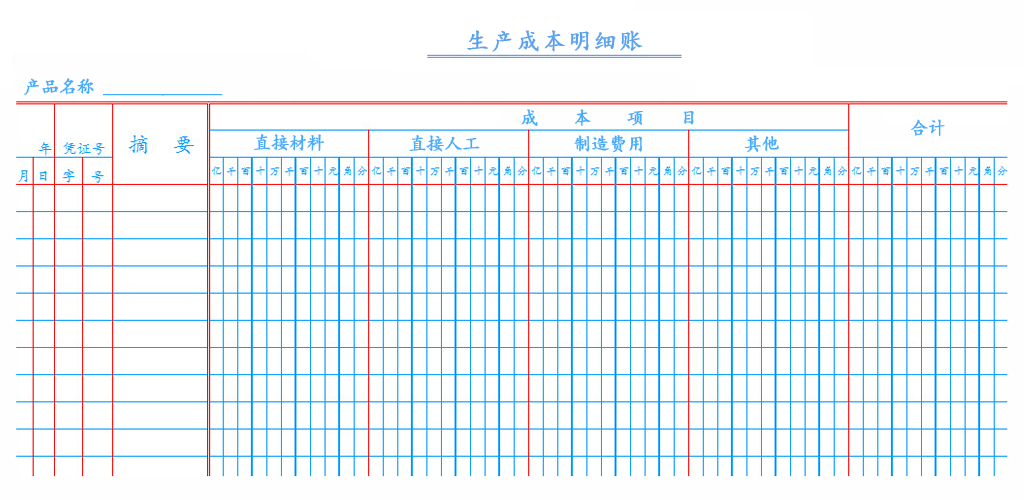 生产成本明细账
产品名称
成 本 项 目
年 凭证号 摘 要 直接材料 直接人工 制造费用 其他 合计
月 日 字 号 亿 千 百 十 万 千 百 十 元 角 分 亿 千 百 十 万 千 百 十 元 角 分 亿 千 百 十 万 千 百 十 元 角 分 亿 千 百 十 万 千 百 十 元 角 分 亿 千 百 十 万 千 百 十 元 角 分